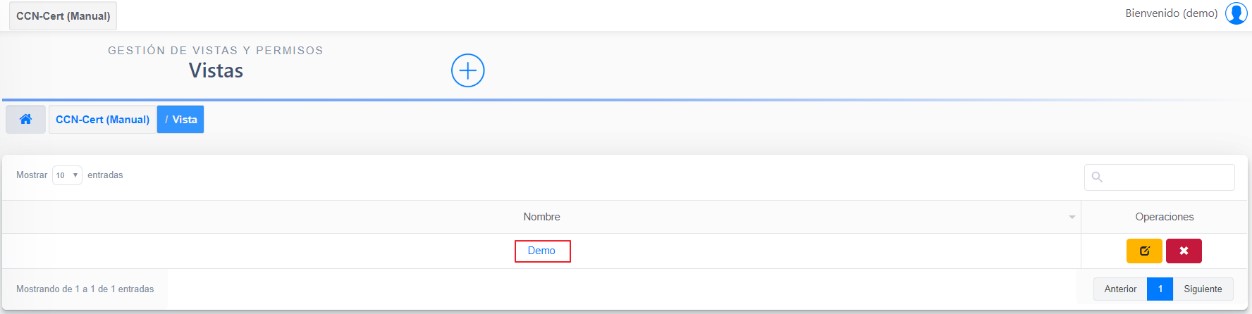 CCN-Cert (Manual)
Bienvenido (demo)
GESTIÓN DE VISTAS Y PERMISOS
Vistas
CCN-Cert (Manual) / Vista
Mostrar 10 entradas
Nombre Operaciones
Demo
Mostrando de 1 a 1 de 1 entradas
Anterior 1 Siguiente